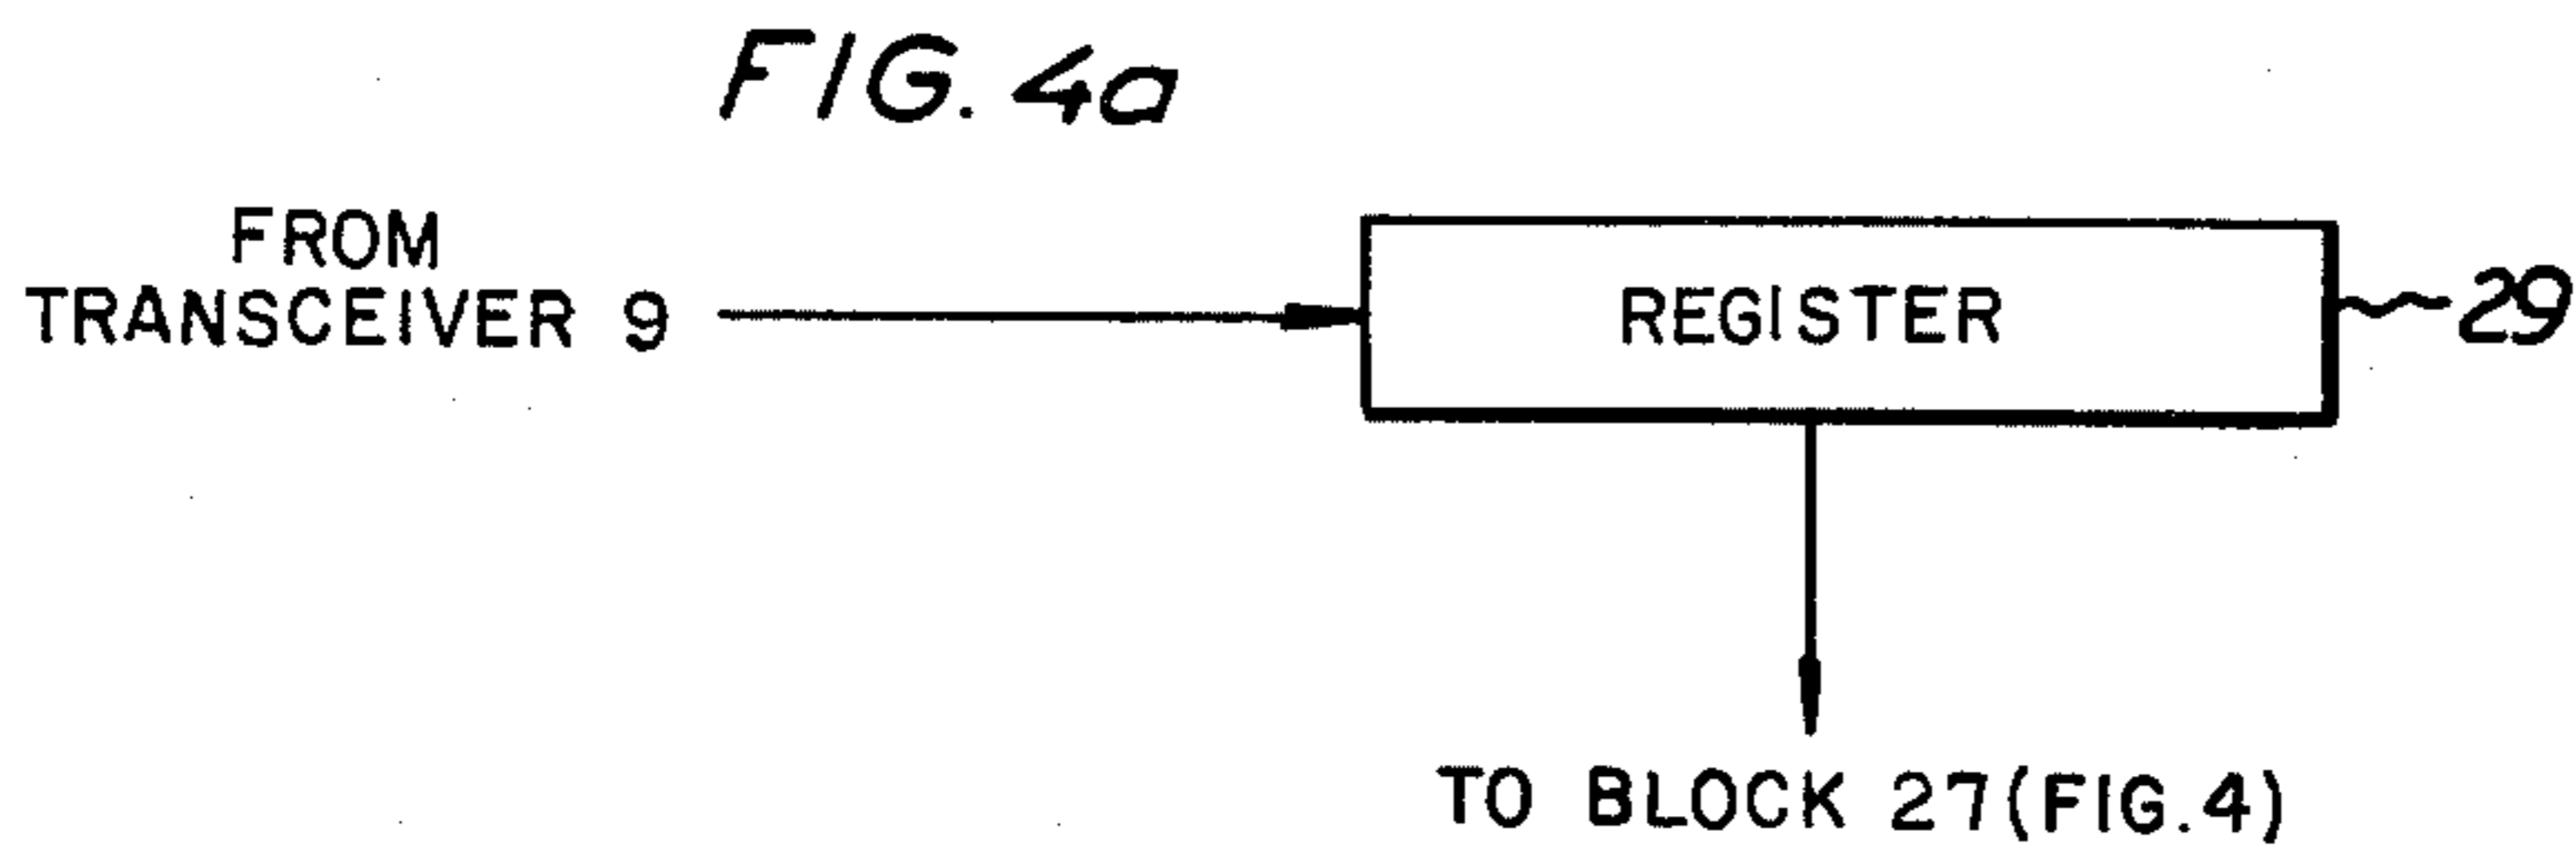 FIG. 4a
FROM
TRANSCEIVER 9
REGISTER
29
TO BLOCK 27(FIG.4)